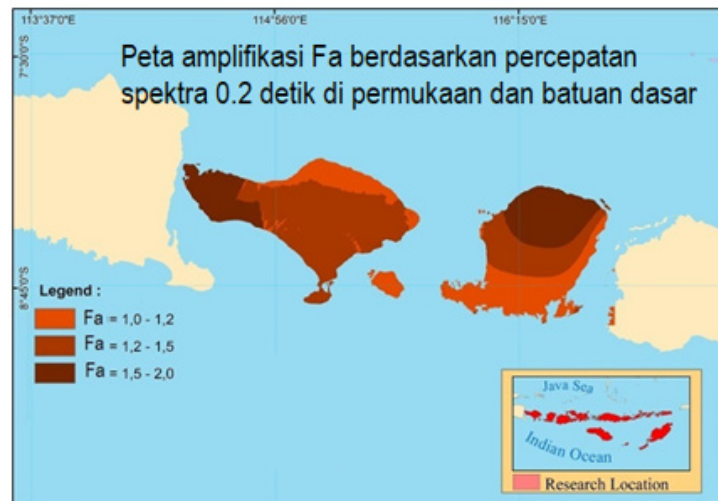 113°37'0"E 114°56'0"E 116°15'0"E
7°30'0"S
Peta amplifikasi Fa berdasarkan percepatan
spektra 0.2 detik di permukaan dan batuan dasar
8°45'0"S
Legend :
Fa = 1,0 - 1,2
Fa = 1,2 - 1,5
Fa = 1,5 - 2,0
Java Sea
Indian Ocean
Research Location